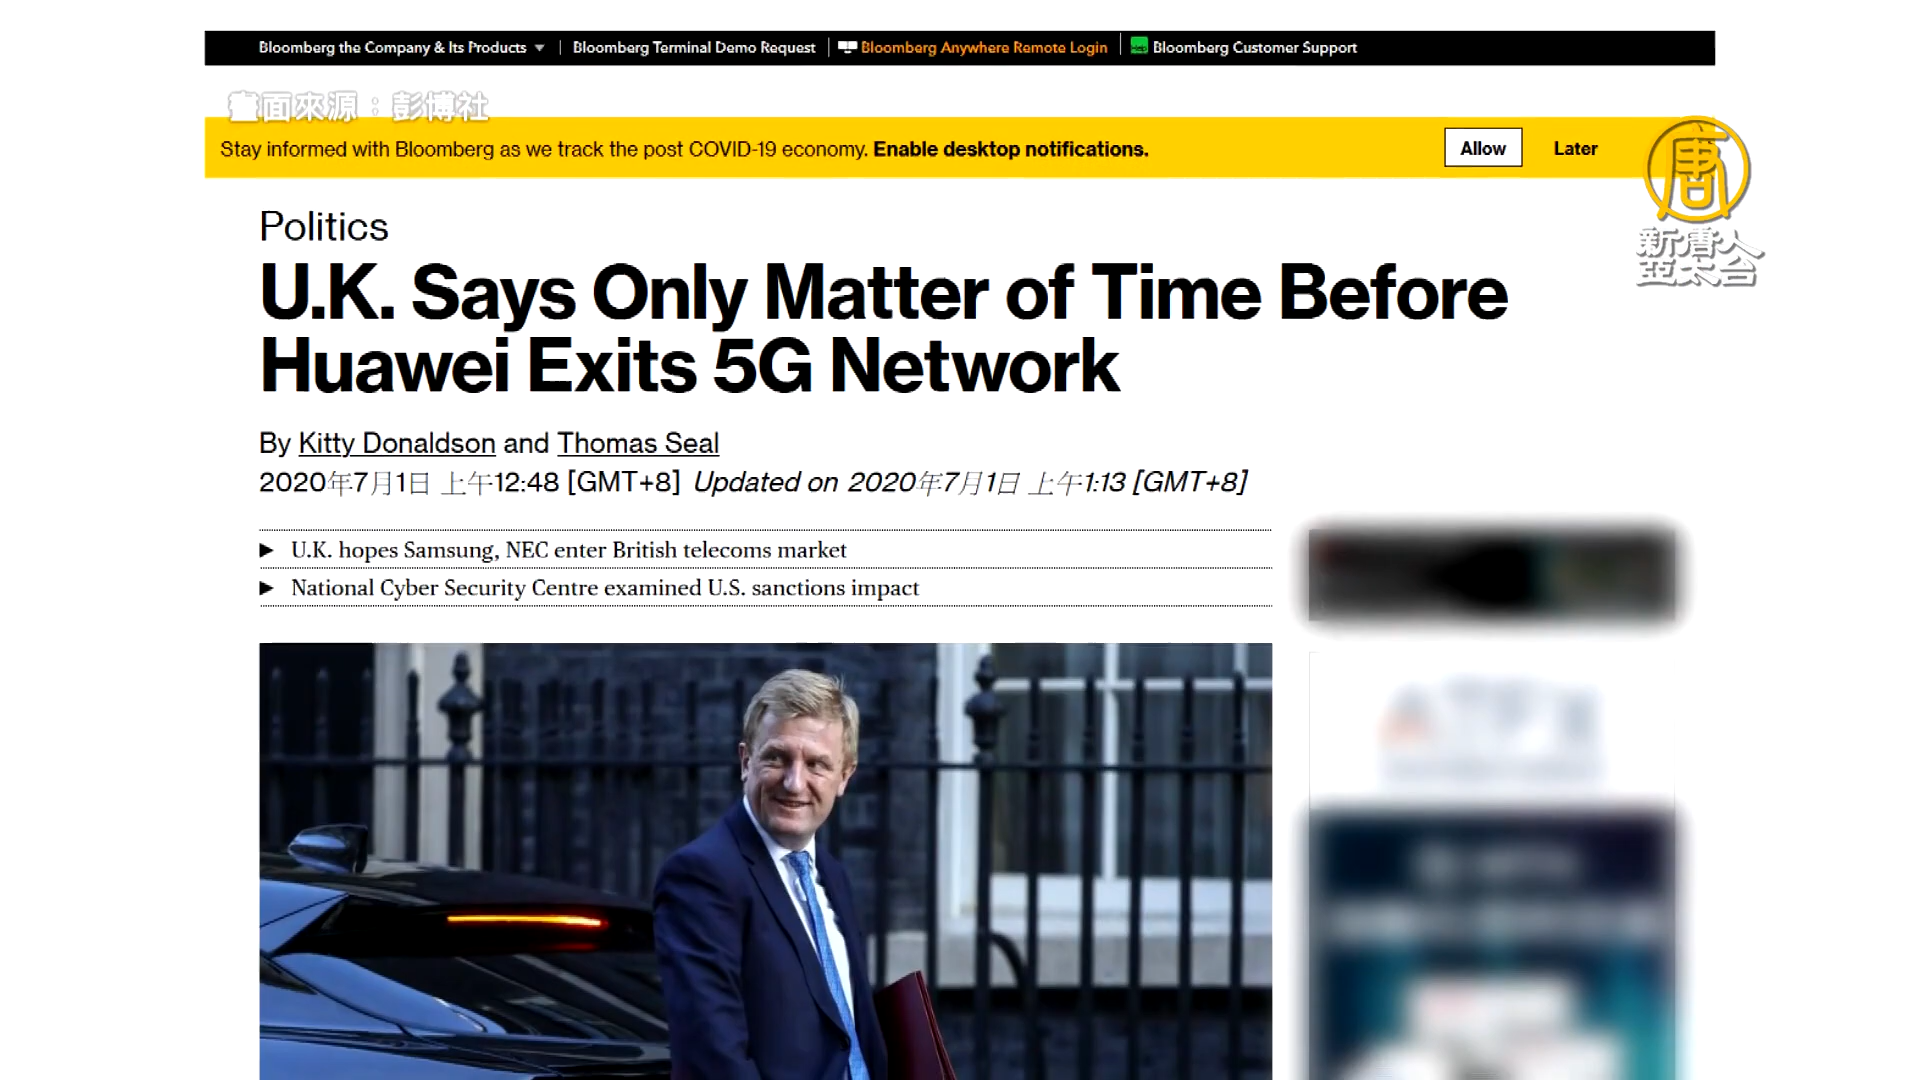 Bloomberg the Company & Its Products
Bloomberg Terminal Demo Request
Bloomberg Anywhere Remote Login
Bloomberg Customer Support
畫面來源：彭博社
Stay informed with Bloomberg as we track the post COVID-19 economy. Enable desktop notifications.
Allow
Later
唐
新唐人
亞太台
Politics
U.K. Says Only Matter of Time Before
Huawei Exits 5G Network
By Kitty Donaldson and Thomas Seal
2020年7月1日 上午12:48 [GMT+8] Updated on 2020年7月1日 上午1:13 [GMT+8]
U.K. hopes Samsung, NEC enter British telecoms market
National Cyber Security Centre examined U.S. sanctions impact